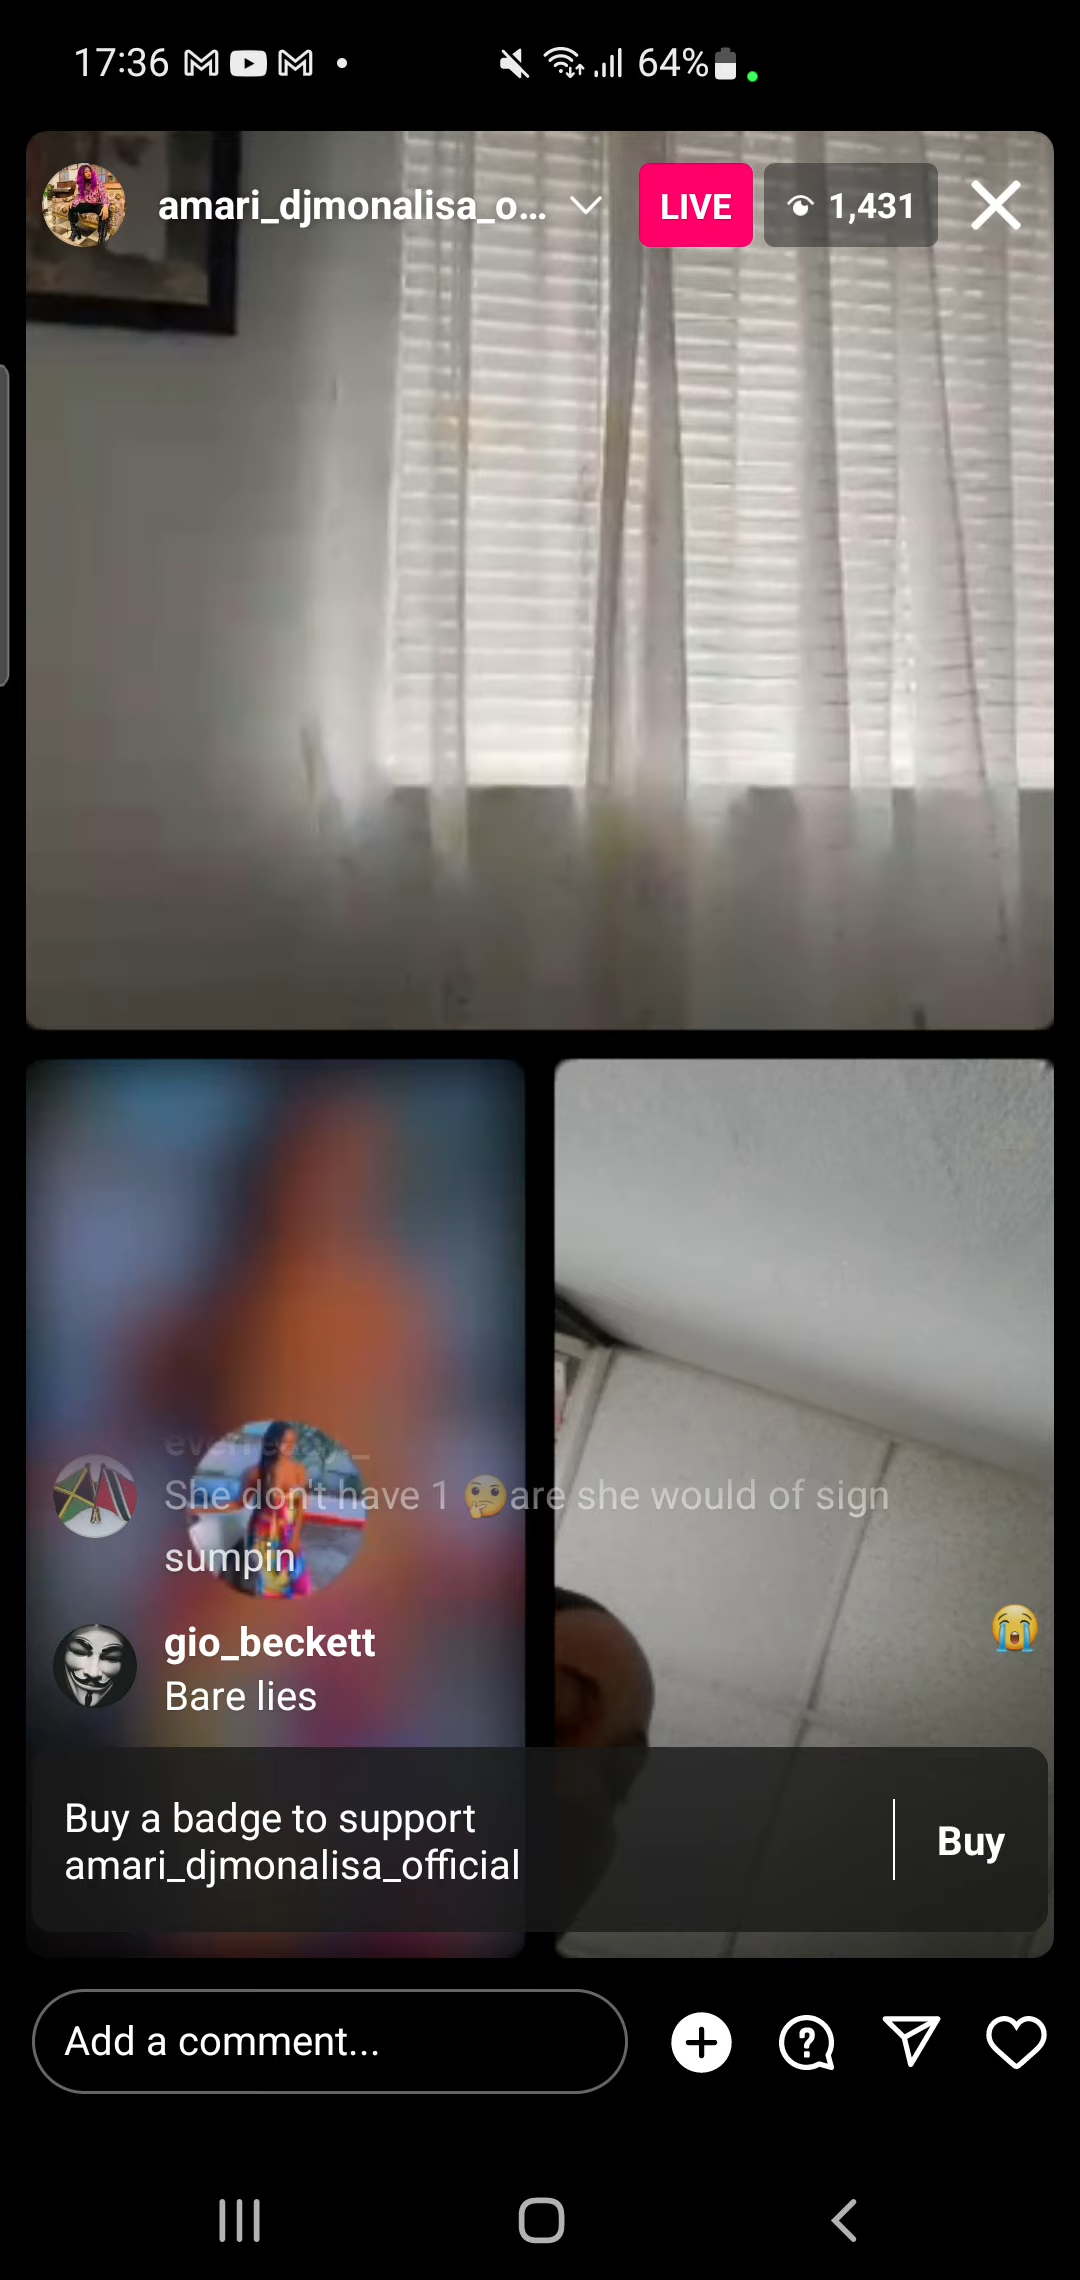 17:36
64%
amari_djmonalisa_o...
LIVE
1,431
She don't have 1 🤔are she would of sign
sumpin
gio_beckett
Bare lies
Buy a badge to support
amari_djmonalisa_official
Buy
Add a comment...